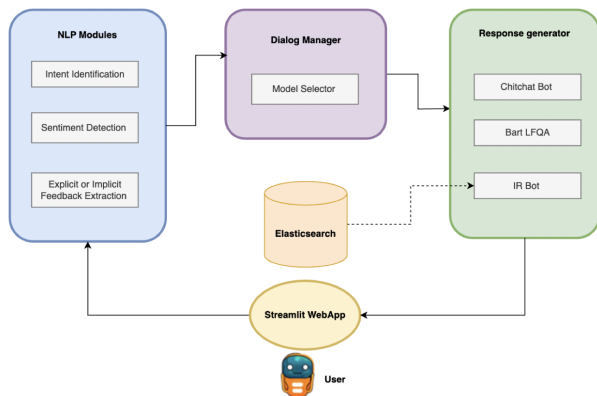 NLP Modules
Intent Identification
Sentiment Detection
Explicit or Implicit
Feedback Extraction
Dialog Manager
Model Selector
Response generator
Chitchat Bot
Bart LFQA
IR Bot
Elasticsearch
Streamlit WebApp
User